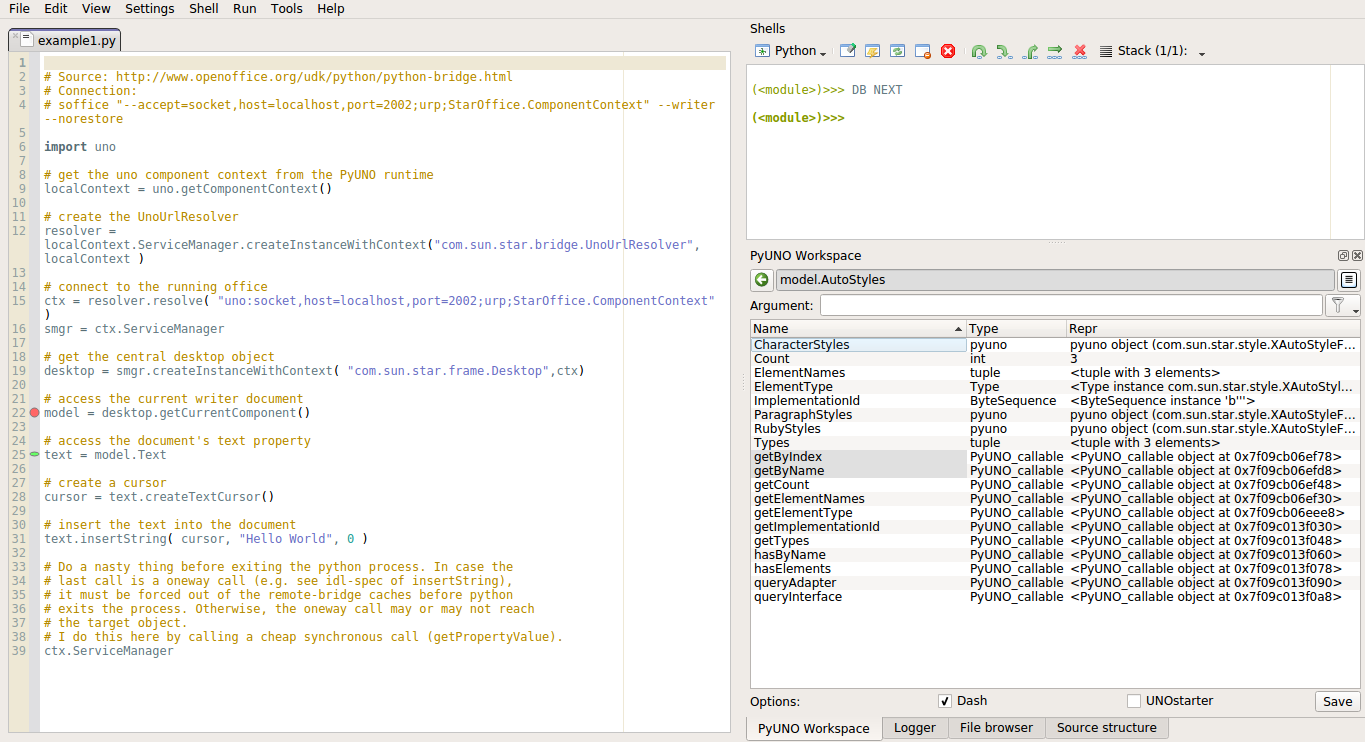 File Edit View Settings Shell Run Tools Help
example1.py
1
2 # Source: http://www.openoffice.org/udk/python/python-bridge.html
3 # Connection:
4 # soffice "--accept=socket,host=localhost,port=2002;urp;StarOffice.ComponentContext" --writer
--norestore
5
6 import uno
7
8 # get the uno component context from the PyUNO runtime
9 localContext = uno.getComponentContext()
10
11 # create the UnoUrlResolver
12 resolver =
localContext.ServiceManager.createInstanceWithContext("com.sun.star.bridge.UnoUrlResolver",
localContext )
13
14 # connect to the running office
15 ctx = resolver.resolve( "uno:socket,host=localhost,port=2002;urp;StarOffice.ComponentContext"
)
16 smgr = ctx.ServiceManager
17
18 # get the central desktop object
19 desktop = smgr.createInstanceWithContext( "com.sun.star.frame.Desktop",ctx)
20
21 # access the current writer document
22 model = desktop.getCurrentComponent()
23
24 # access the document's text property
25 text = model.Text
26
27 # create a cursor
28 cursor = text.createTextCursor()
29
30 # insert the text into the document
31 text.insertString( cursor, "Hello World", 0 )
32
33 # Do a nasty thing before exiting the python process. In case the
34 # last call is a oneway call (e.g. see idl-spec of insertString),
35 # it must be forced out of the remote-bridge caches before python
36 # exits the process. Otherwise, the oneway call may or may not reach
37 # the target object.
38 # I do this here by calling a cheap synchronous call (getPropertyValue).
39 ctx.ServiceManager
Shells
Python Stack (1/1):
(<module>)>>> DB NEXT
(<module>)>>>
PyUNO Workspace
model.AutoStyles
Argument:
Name Type Repr
CharacterStyles pyuno pyuno object (com.sun.star.style.XAutoStyleF...
Count int 3
ElementNames tuple <tuple with 3 elements>
ElementType Type <Type instance com.sun.star.style.XAutoStyl...
ImplementationId ByteSequence <ByteSequence instance 'b'''>
ParagraphStyles pyuno pyuno object (com.sun.star.style.XAutoStyleF...
RubyStyles pyuno pyuno object (com.sun.star.style.XAutoStyleF...
Types tuple <tuple with 3 elements>
getByIndex PyUNO_callable <PyUNO_callable object at 0x7f09cb06ef78>
getByName PyUNO_callable <PyUNO_callable object at 0x7f09cb06efd8>
getCount PyUNO_callable <PyUNO_callable object at 0x7f09cb06ef48>
getElementNames PyUNO_callable <PyUNO_callable object at 0x7f09cb06ef30>
getElementType PyUNO_callable <PyUNO_callable object at 0x7f09cb06eee8>
getImplementationId PyUNO_callable <PyUNO_callable object at 0x7f09c013f030>
getTypes PyUNO_callable <PyUNO_callable object at 0x7f09c013f048>
hasByName PyUNO_callable <PyUNO_callable object at 0x7f09c013f060>
hasElements PyUNO_callable <PyUNO_callable object at 0x7f09c013f078>
queryAdapter PyUNO_callable <PyUNO_callable object at 0x7f09c013f090>
queryInterface PyUNO_callable <PyUNO_callable object at 0x7f09c013f0a8>
Options: Dash UNOstarter Save
PyUNO Workspace Logger File browser Source structure